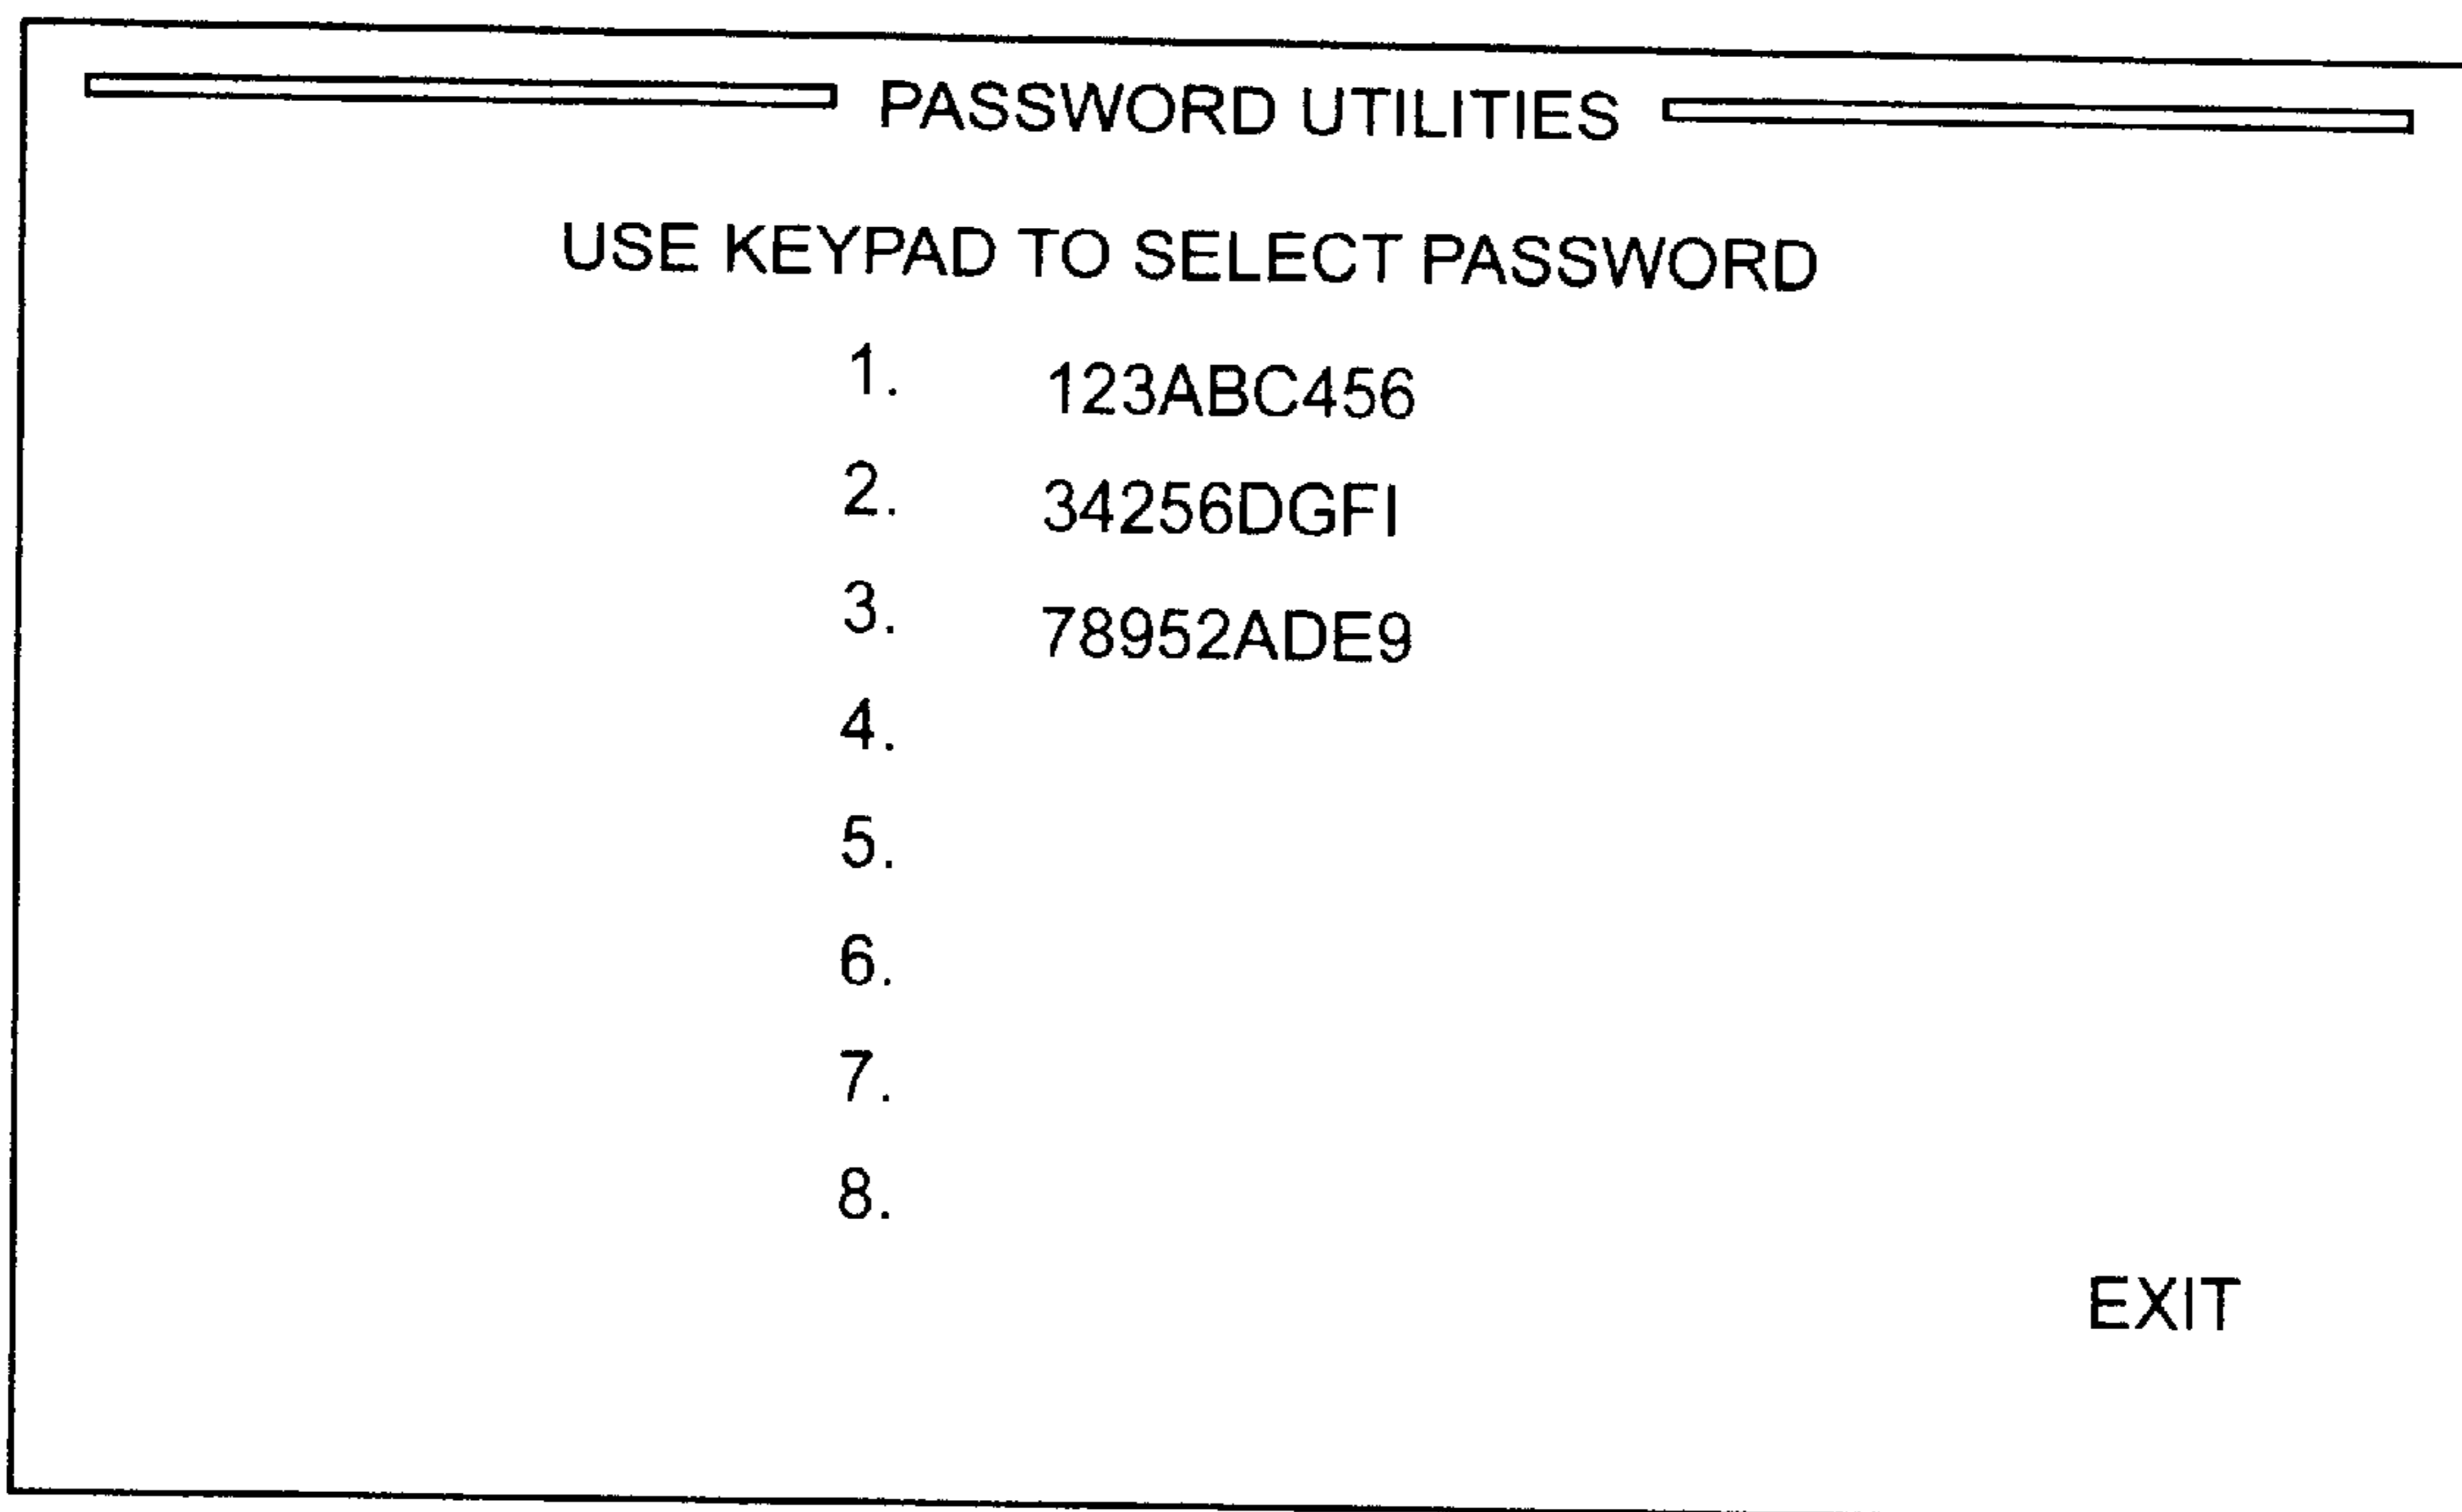 PASSWORD UTILITIES
USE KEYPAD TO SELECT PASSWORD
1. 123ABC456
2. 34256DGFI
3. 78952ADE9
4.
5.
6.
7.
8.
EXIT